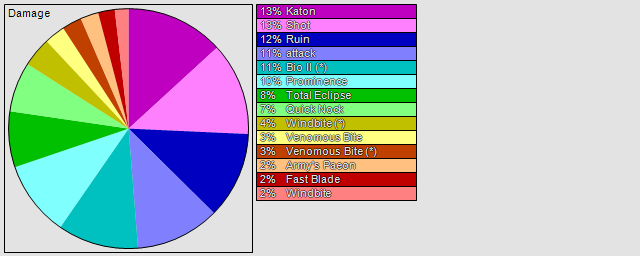 Damage
13% Katon
13% Shot
12% Ruin
11% attack
11% Bio II (*)
10% Prominence
8% Total Eclipse
7% Quick Nock
4% Windbite (*)
3% Venomous Bite
3% Venomous Bite (*)
2% Army's Paeon
2% Fast Blade
2% Windbite